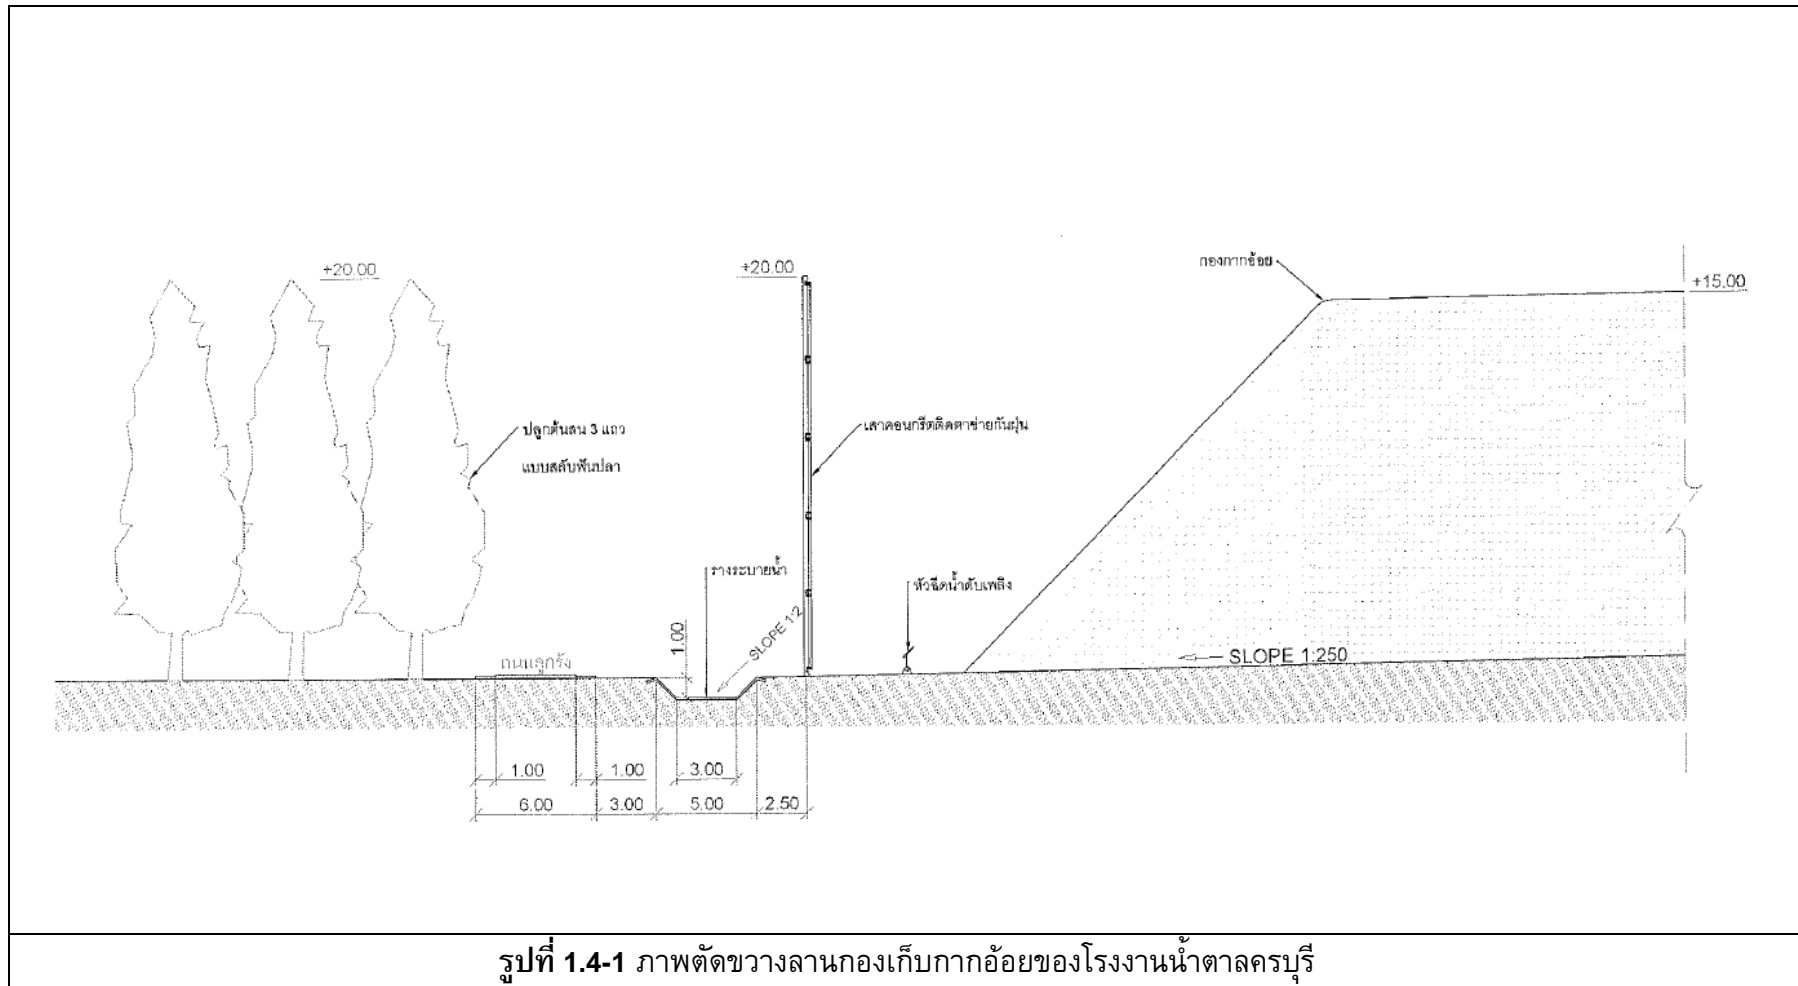 +20.00
+20.00
กองกากอ้อย
+15.00
ปลูกต้นสน 3 แถว
แบบสลับฟันปลา
เสาคอนกรีตติดตาข่ายกันฝุ่น
รางระบายน้ำ
หัวฉีดน้ำดับเพลิง
1.00
SLOPE 1:2
ถนนลูกรัง
SLOPE 1:250
1.00
1.00
3.00
6.00
3.00
5.00
2.50
รูปที่ 1.4-1 ภาพตัดขวางลานกองเก็บกากอ้อยของโรงงานน้ำตาลครบุรี